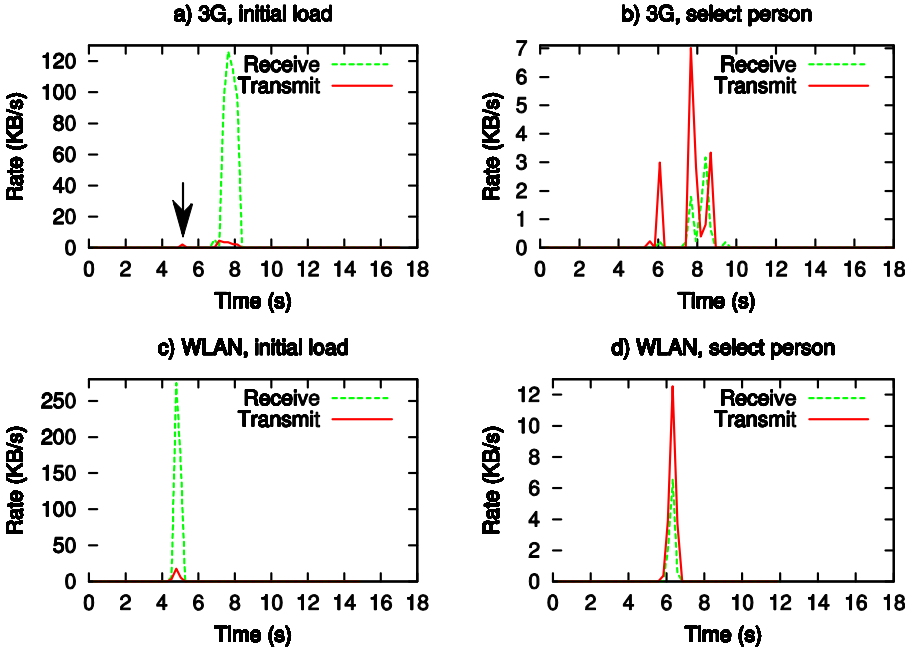 a) 3G, initial load
Rate (KB/s)
120
100
80
60
40
20
0
Receive
Transmit
0 2 4 6 8 10 12 14 16 18
Time (s)
b) 3G, select person
Rate (KB/s)
7
6
5
4
3
2
1
0
Receive
Transmit
0 2 4 6 8 10 12 14 16 18
Time (s)
c) WLAN, initial load
Rate (KB/s)
250
200
150
100
50
0
Receive
Transmit
0 2 4 6 8 10 12 14 16 18
Time (s)
d) WLAN, select person
Rate (KB/s)
12
10
8
6
4
2
0
Receive
Transmit
0 2 4 6 8 10 12 14 16 18
Time (s)